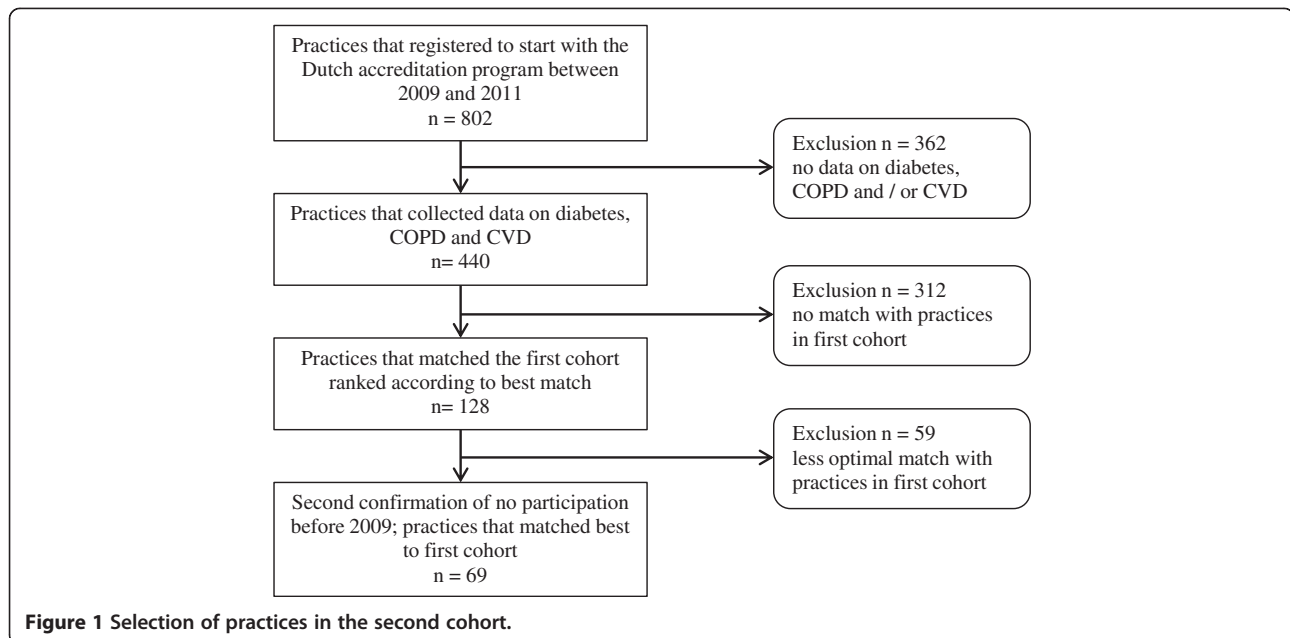 Practices that registered to start with the
Dutch accreditation program between
2009 and 2011
n = 802
Exclusion n = 362
no data on diabetes,
COPD and / or CVD
Practices that collected data on diabetes,
COPD and CVD
n= 440
Exclusion n = 312
no match with practices
in first cohort
Practices that matched the first cohort
ranked according to best match
n= 128
Exclusion n = 59
less optimal match with
practices in first cohort
Second confirmation of no participation
before 2009; practices that matched best
to first cohort
n = 69
Figure 1 Selection of practices in the second cohort.